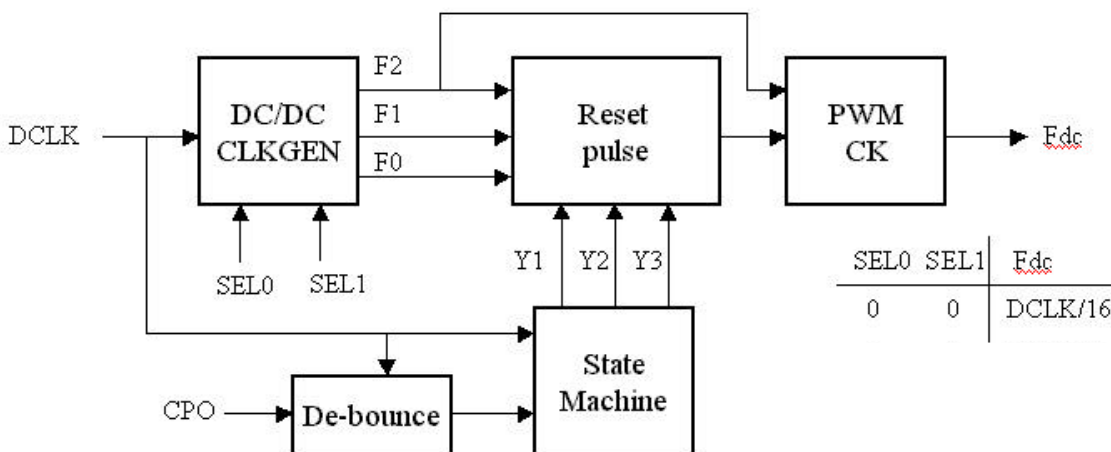 F2
DC/DC
CLKGEN
F1
F0
DCLK
SEL0
SEL1
Reset
pulse
PWM
CK
Fdc
Y1
Y2
Y3
SEL0 SEL1 Fdc
0 0 DCLK/16
State
Machine
CPO
De-bounce